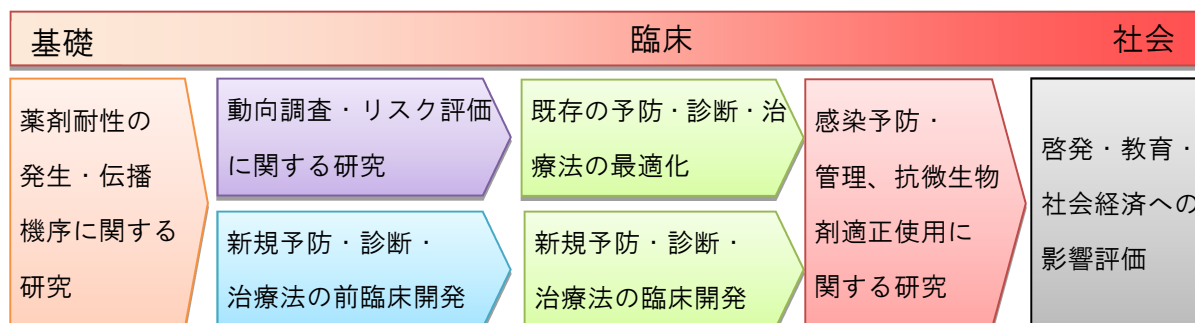 基礎
臨床
社会
薬剤耐性の
発生・伝播
機序に関する
研究
動向調査・リスク評価
に関する研究
新規予防・診断・
治療法の前臨床開発
既存の予防・診断・治
療法の最適化
新規予防・診断・
治療法の臨床開発
感染予防・
管理、抗微生物
剤適正使用に
関する研究
啓発・教育・
社会経済への
影響評価